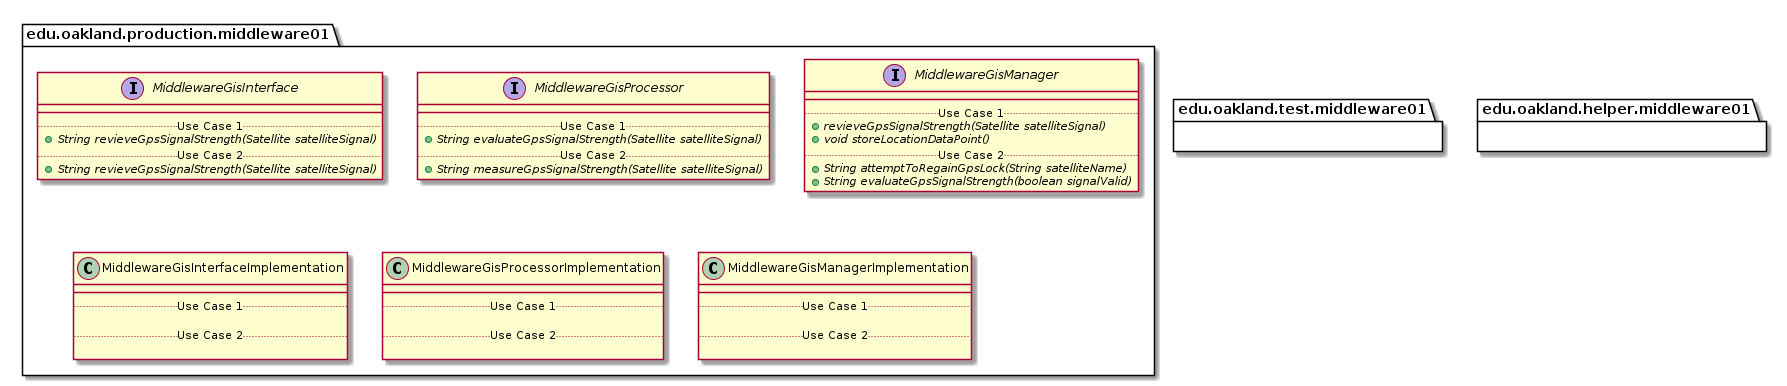 edu.oakland.production.middleware01
I MiddlewareGisInterface
Use Case 1
String revieveGpsSignalStrength(Satellite satelliteSignal)
Use Case 2
String revieveGpsSignalStrength(Satellite satelliteSignal)
I MiddlewareGisProcessor
Use Case 1
String evaluateGpsSignalStrength(Satellite satelliteSignal)
Use Case 2
String measureGpsSignalStrength(Satellite satelliteSignal)
I MiddlewareGisManager
Use Case 1
revieveGpsSignalStrength(Satellite satelliteSignal)
void storeLocationDataPoint()
Use Case 2
String attemptToRegainGpsLock(String satelliteName)
String evaluateGpsSignalStrength(boolean signalValid)
C MiddlewareGisInterfaceImplementation
Use Case 1
Use Case 2
C MiddlewareGisProcessorImplementation
Use Case 1
Use Case 2
C MiddlewareGisManagerImplementation
Use Case 1
Use Case 2
edu.oakland.test.middleware01
edu.oakland.helper.middleware01